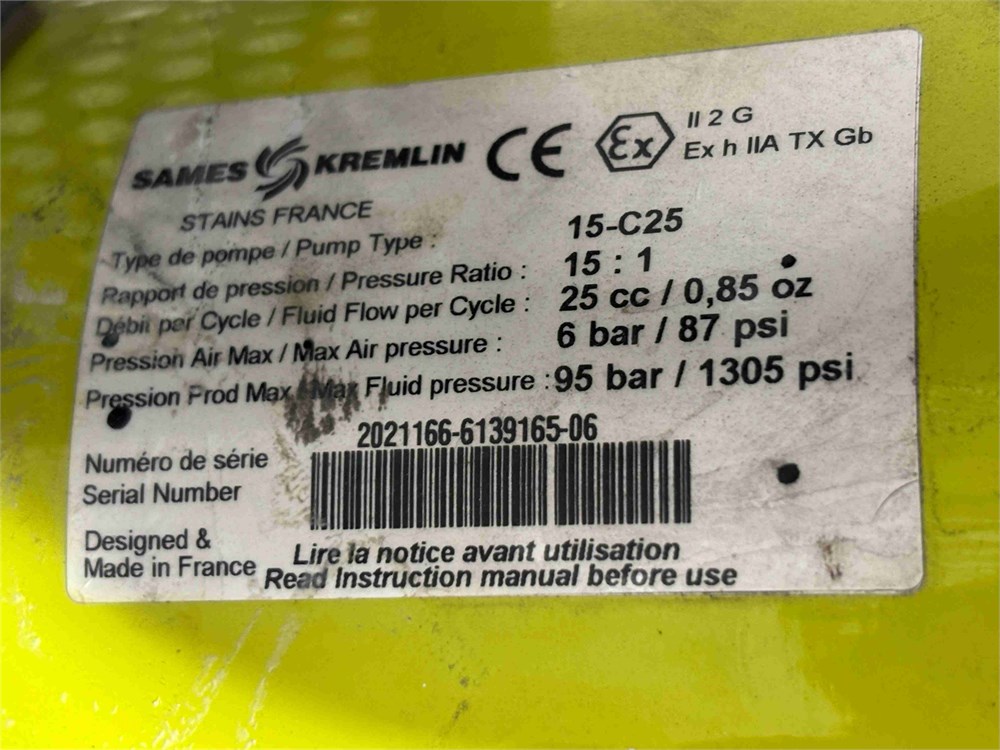 SAMES KREMLIN CE Ex II 2 G
Ex h IIA TX Gb
STAINS FRANCE
Type de pompe / Pump Type : 15-C25
Rapport de pression / Pressure Ratio : 15 : 1
Débit par Cycle / Fluid Flow per Cycle : 25 cc / 0,85 oz
Pression Air Max / Max Air pressure : 6 bar / 87 psi
Pression Prod Max / Max Fluid pressure : 95 bar / 1305 psi
2021166-6139165-06
Numéro de série
Serial Number
Designed &
Made in France
Lire la notice avant utilisation
Read Instruction manual before use